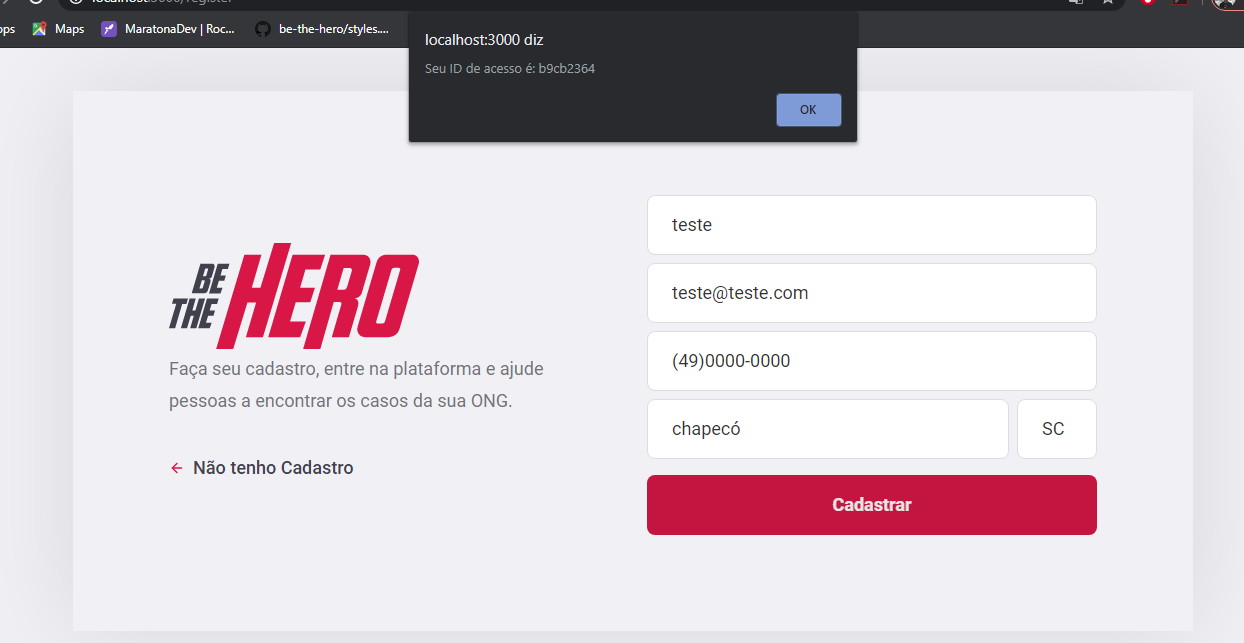 localhost:3000/register
ops
Maps
MaratonaDev | Roc...
be-the-hero/styles....
localhost:3000 diz
Seu ID de acesso é: b9cb2364
OK
BE
THE
HERO
Faça seu cadastro, entre na plataforma e ajude
pessoas a encontrar os casos da sua ONG.
Não tenho Cadastro
teste
teste@teste.com
(49)0000-0000
chapecó
SC
Cadastrar